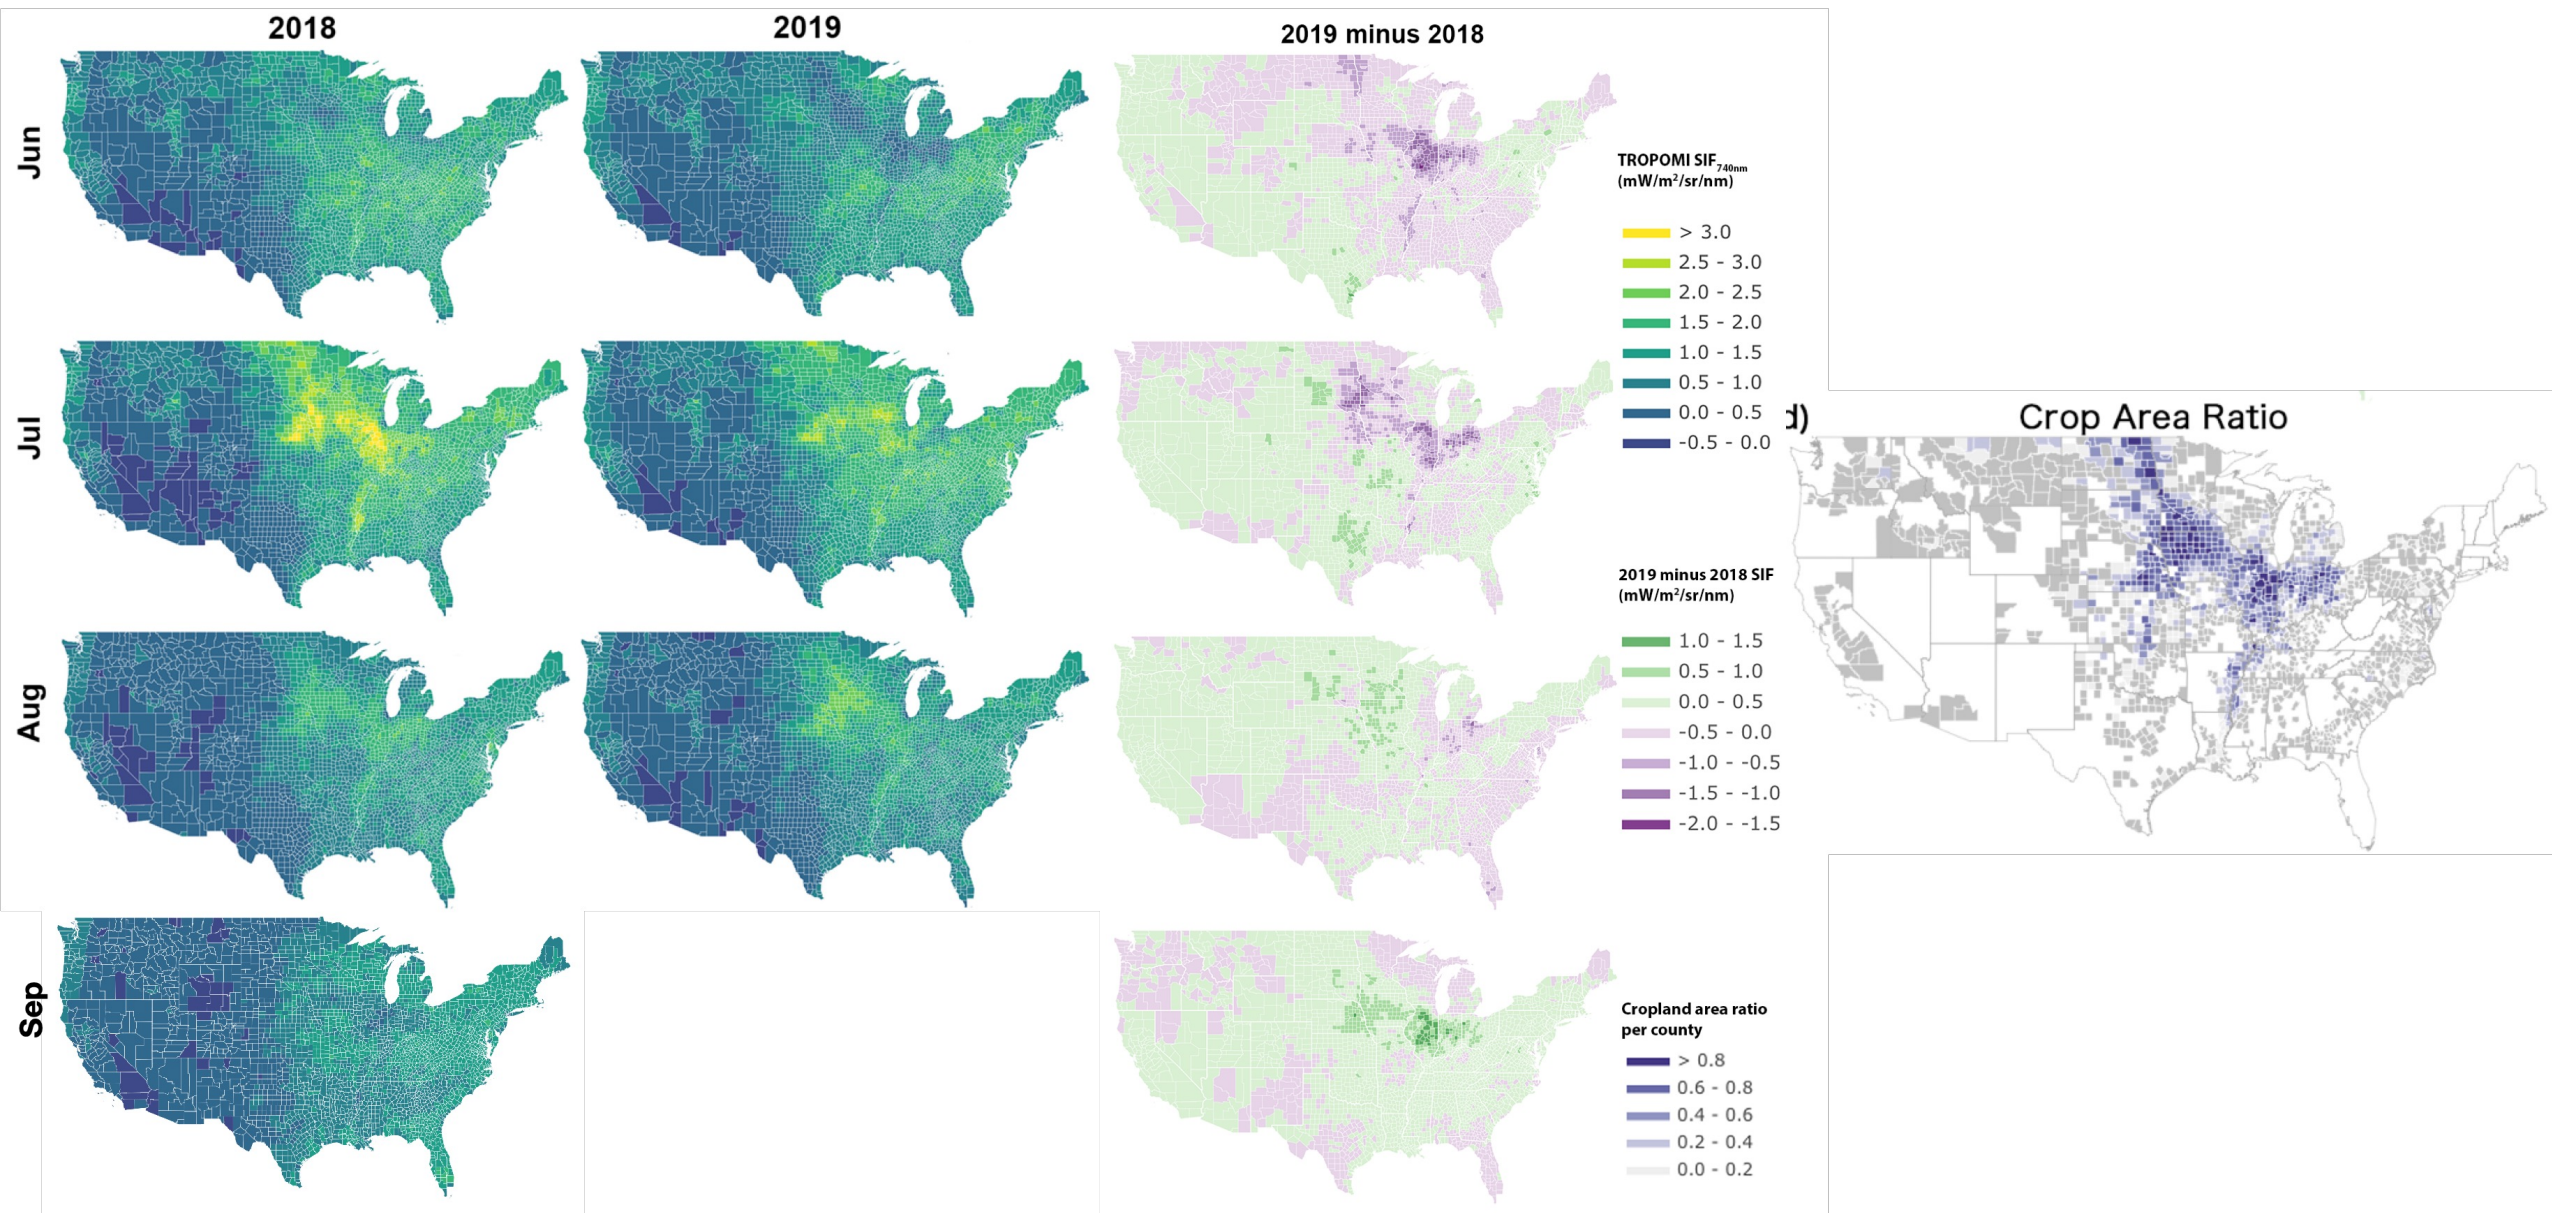 2018
2019
2019 minus 2018
Jun
Jul
Aug
Sep
TROPOMI SIF740nm
(mW/m2/sr/nm)
> 3.0
2.5 - 3.0
2.0 - 2.5
1.5 - 2.0
1.0 - 1.5
0.5 - 1.0
0.0 - 0.5
-0.5 - 0.0
2019 minus 2018 SIF
(mW/m2/sr/nm)
1.0 - 1.5
0.5 - 1.0
0.0 - 0.5
-0.5 - 0.0
-1.0 - -0.5
-1.5 - -1.0
-2.0 - -1.5
Cropland area ratio
per county
> 0.8
0.6 - 0.8
0.4 - 0.6
0.2 - 0.4
0.0 - 0.2
d)
Crop Area Ratio